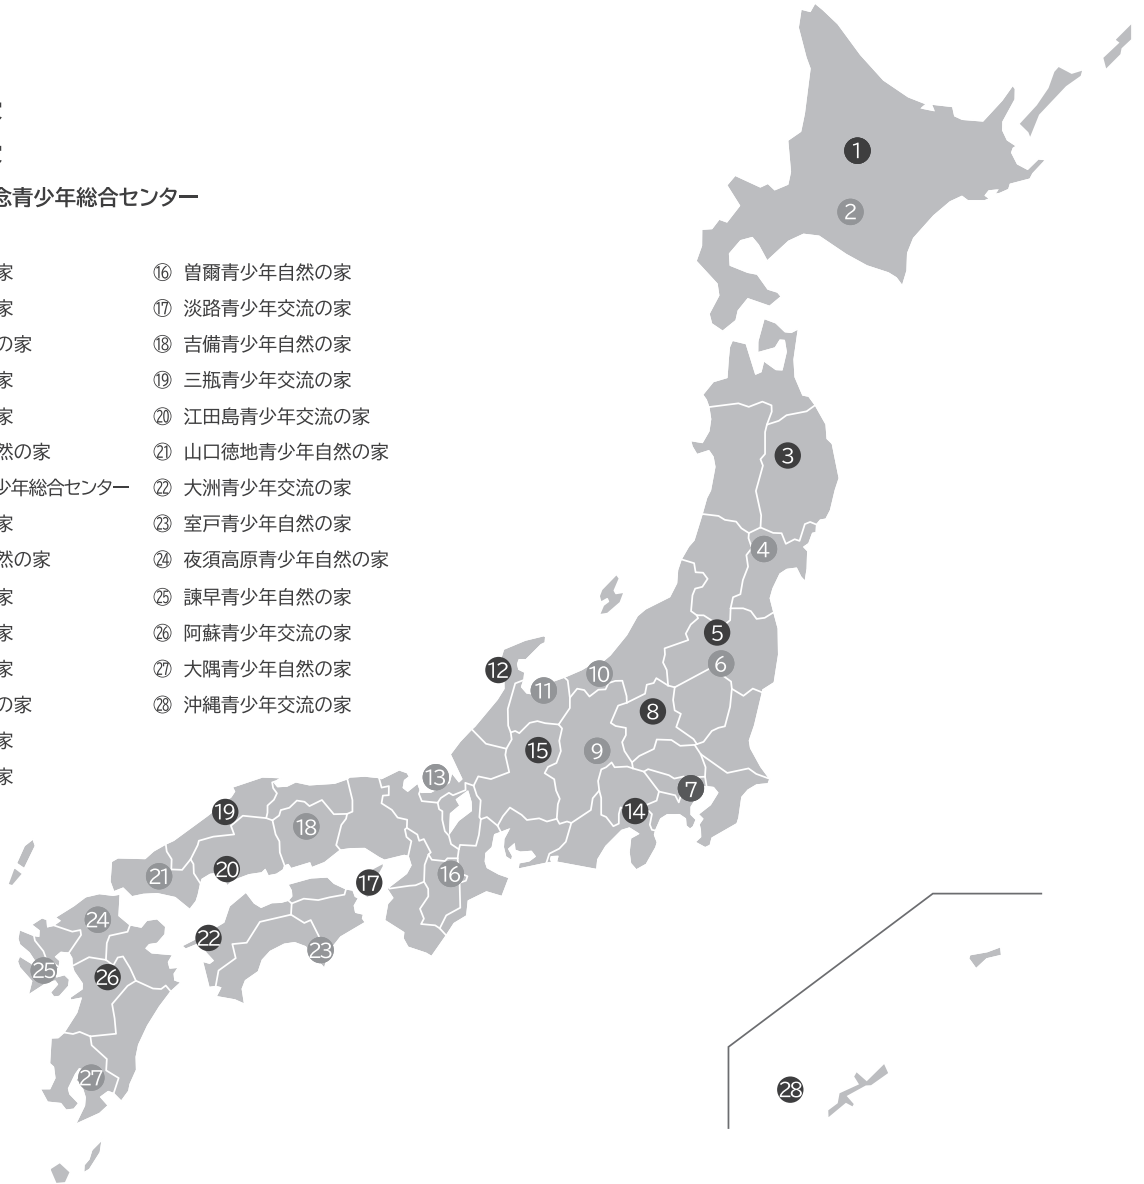 念青少年総合センター
家
家
の家
家
家
然の家
少年総合センター
家
然の家
家
家
家
の家
家
家
⑯ 曽爾青少年自然の家
⑰ 淡路青少年交流の家
⑱ 吉備青少年自然の家
⑲ 三瓶青少年交流の家
⑳ 江田島青少年交流の家
㉑ 山口徳地青少年自然の家
㉒ 大洲青少年交流の家
㉓ 室戸青少年自然の家
㉔ 夜須高原青少年自然の家
㉕ 諫早青少年自然の家
㉖ 阿蘇青少年交流の家
㉗ 大隅青少年自然の家
㉘ 沖縄青少年交流の家
1
2
3
4
5
6
12
10
11
8
15
9
13
7
14
19
18
20
21
17
16
24
22
23
25
26
27
28